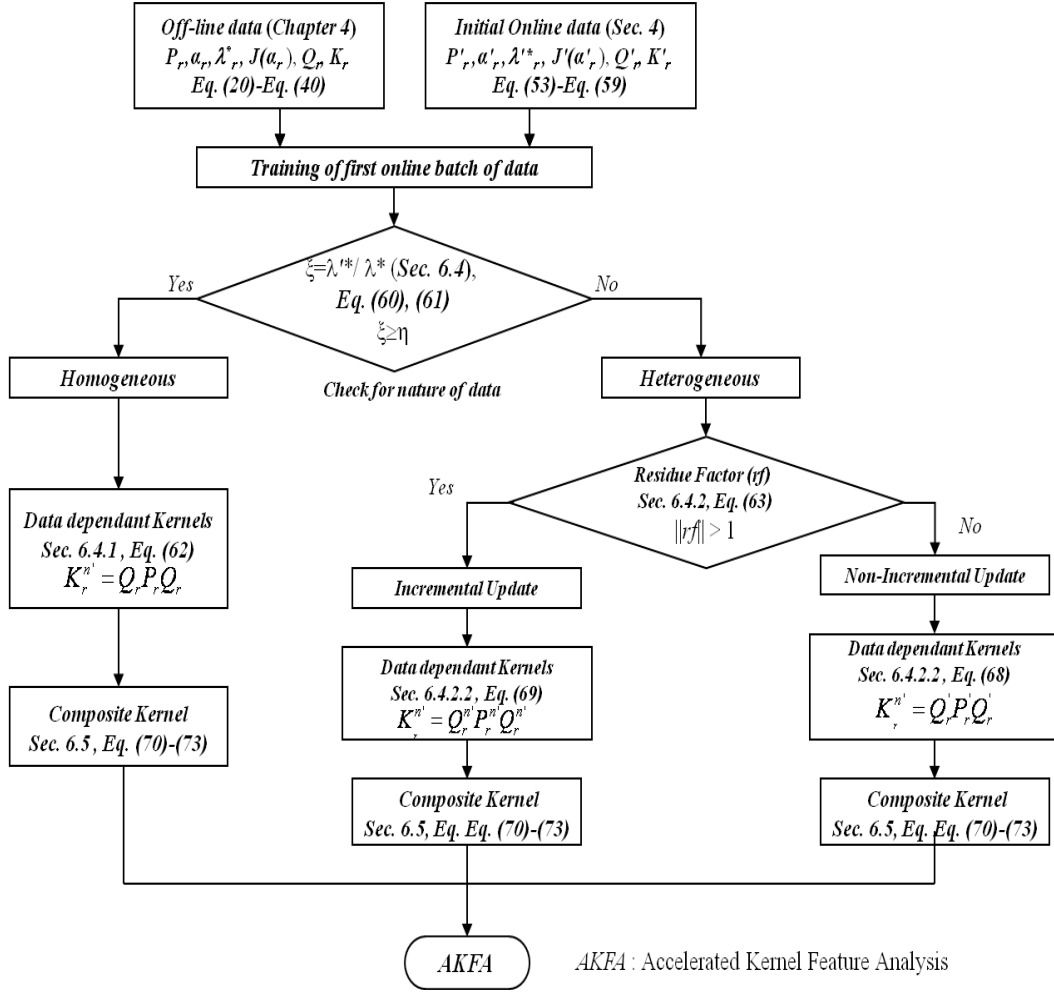 Off-line data (Chapter 4)
P_r, α_r, λ*_r, J(α_r), Q_r, K_r
Eq. (20)-Eq. (40)
Initial Online data (Sec. 4)
P'_r, α'_r, λ'*_r, J'(α'_r), Q'_r, K'_r
Eq. (53)-Eq. (59)
Training of first online batch of data
ξ=λ'*/ λ* (Sec. 6.4),
Eq. (60), (61)
ξ≥η
Yes
No
Check for nature of data
Homogeneous
Heterogeneous
Residue Factor (rf)
Sec. 6.4.2, Eq. (63)
||rf|| > 1
Yes
No
Data dependant Kernels
Sec. 6.4.1, Eq. (62)
K_r^{n'} = Q_r P_r Q_r
Incremental Update
Non-Incremental Update
Data dependant Kernels
Sec. 6.4.2.2, Eq. (69)
K_r^{n'} = Q_r^{n'} P_r^{n'} Q_r^{n'}
Data dependant Kernels
Sec. 6.4.2.2, Eq. (68)
K_r^{n'} = Q'_r P'_r Q'_r
Composite Kernel
Sec. 6.5, Eq. (70)-(73)
Composite Kernel
Sec. 6.5, Eq. Eq. (70)-(73)
Composite Kernel
Sec. 6.5, Eq. Eq. (70)-(73)
AKFA
AKFA : Accelerated Kernel Feature Analysis